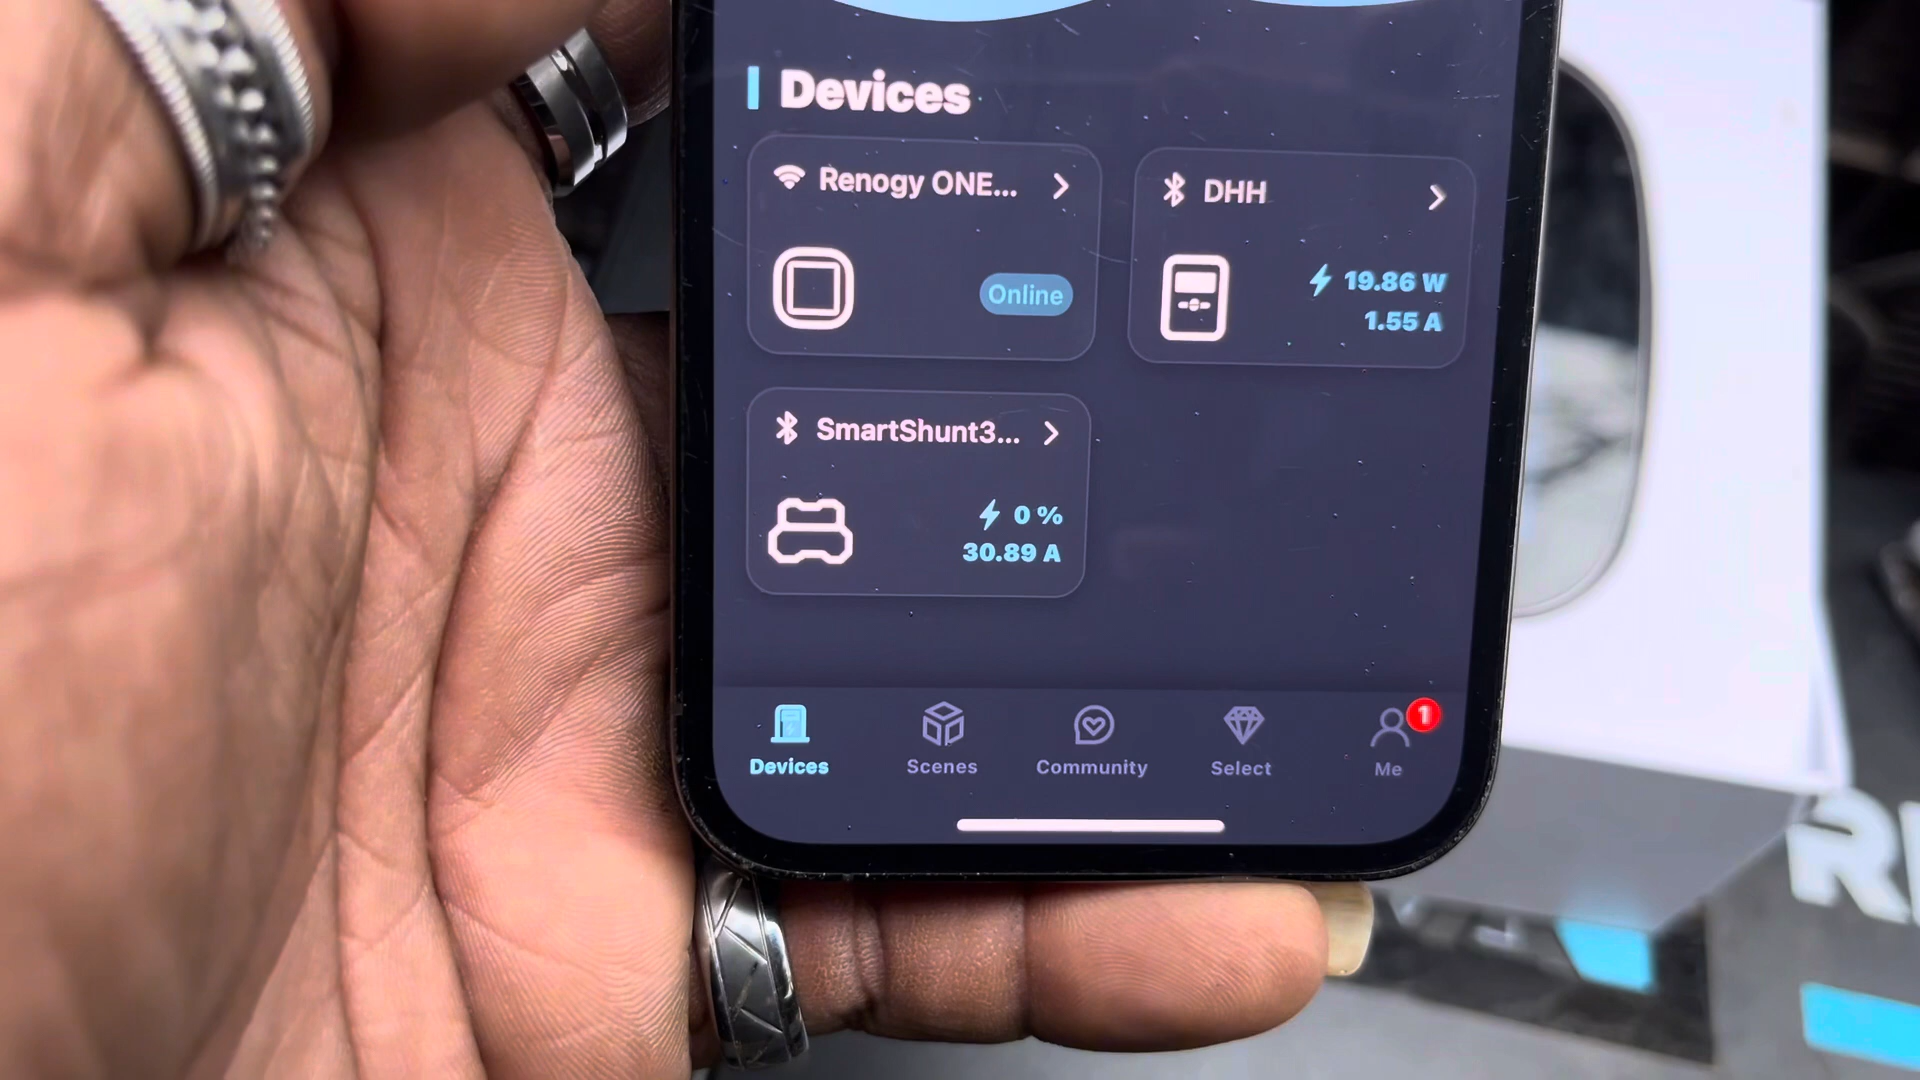 Devices
Renogy ONE...
Online
DHH
19.86 W
1.55 A
SmartShunt3...
0 %
30.89 A
Devices
Scenes
Community
Select
Me
1